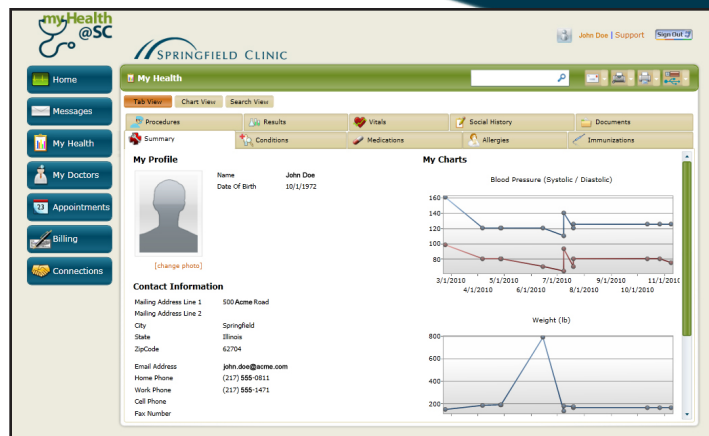 myHealth
@SC
SPRINGFIELD CLINIC
John Doe | Support Sign Out
Home
Messages
My Health
My Doctors
23 Appointments
Billing
Connections
My Health
Tab View Chart View Search View
Procedures Results Vitals Social History Documents
Summary Conditions Medications Allergies Immunizations
My Profile
Name John Doe
Date Of Birth 10/1/1972
[change photo]
Contact Information
Mailing Address Line 1 500 Acme Road
Mailing Address Line 2
City Springfield
State Illinois
ZipCode 62704
Email Address john.doe@acme.com
Home Phone (217) 555-0811
Work Phone (217) 555-1471
Cell Phone
Fax Number
My Charts
Blood Pressure (Systolic / Diastolic)
160
140
120
100
80
3/1/2010 5/1/2010 7/1/2010 9/1/2010 11/1/2010
4/1/2010 6/1/2010 8/1/2010 10/1/2010
Weight (lb)
800
600
400
200